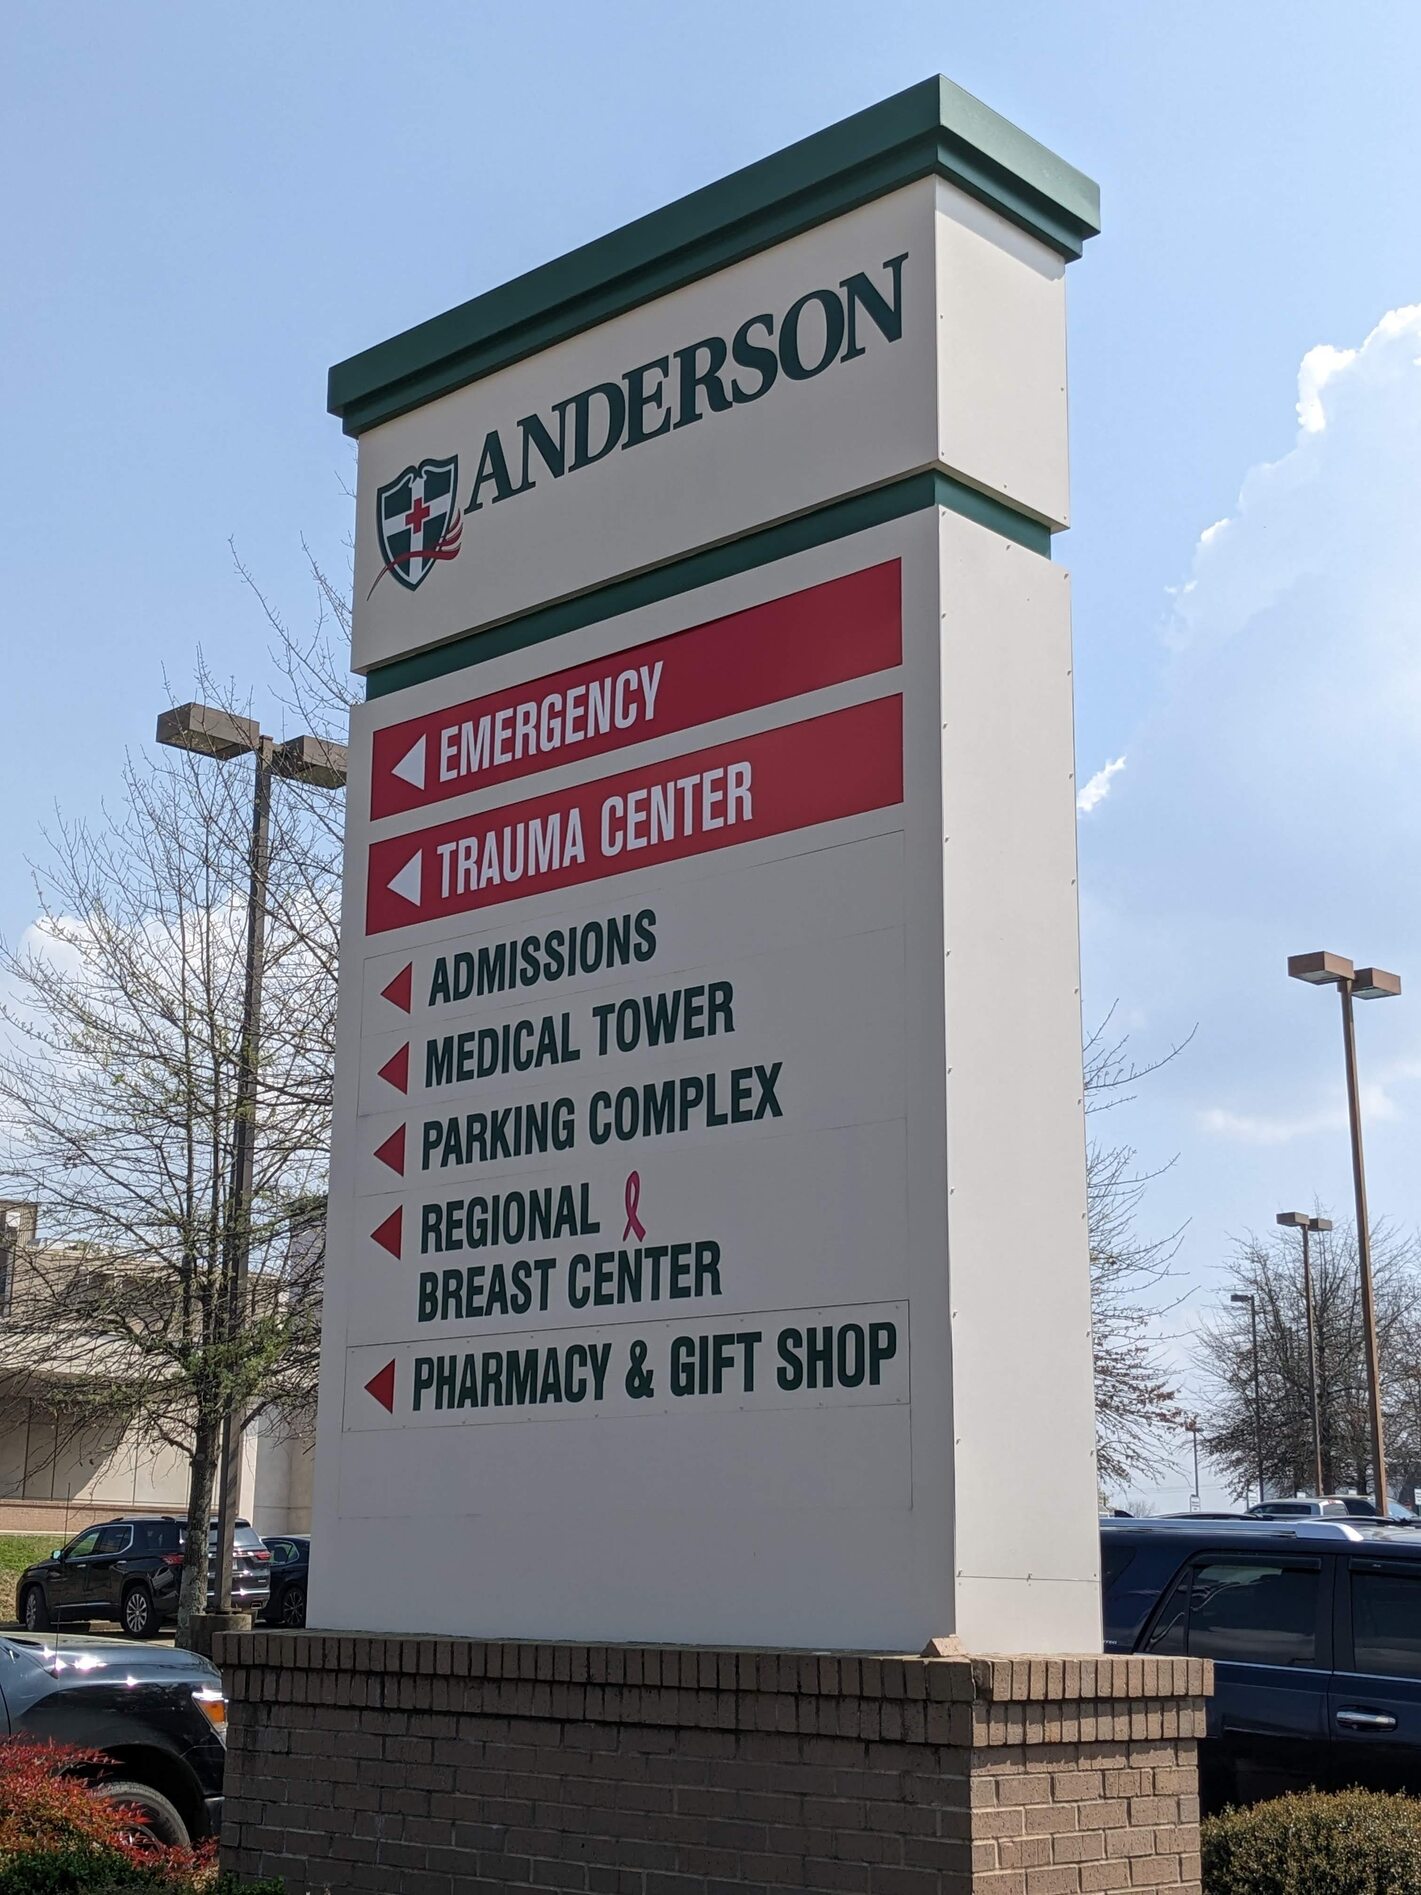 ANDERSON
EMERGENCY
TRAUMA CENTER
ADMISSIONS
MEDICAL TOWER
PARKING COMPLEX
REGIONAL
BREAST CENTER
PHARMACY & GIFT SHOP